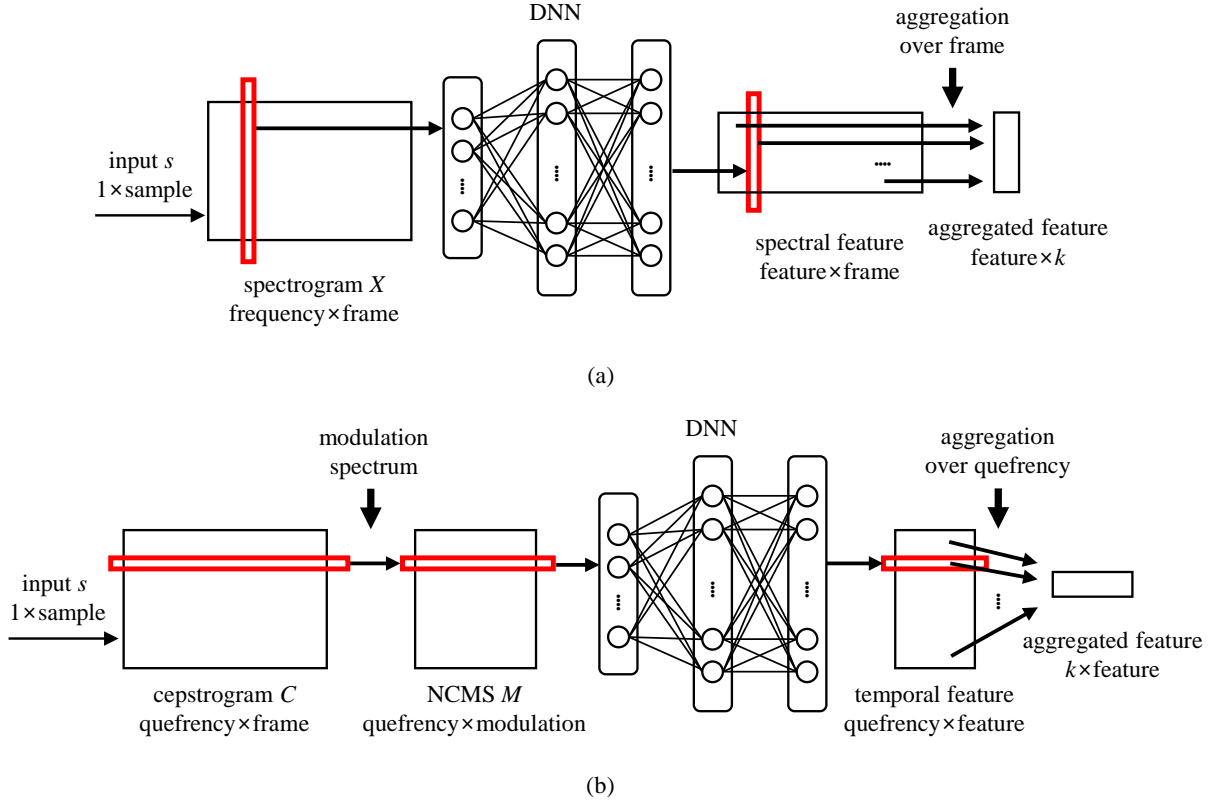 DNN
aggregation
over frame
input s
1×sample
spectrogram X
frequency×frame
spectral feature
feature×frame
aggregated feature
feature×k
(a)
modulation
spectrum
DNN
aggregation
over quefrency
input s
1×sample
cepstrogram C
quefrency×frame
NCMS M
quefrency×modulation
temporal feature
quefrency×feature
aggregated feature
k×feature
(b)